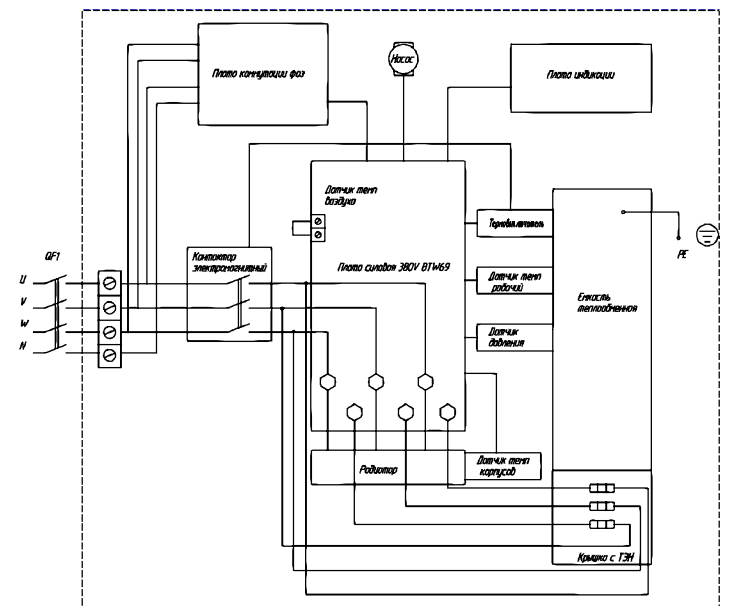 Насос
Плата коммутации фаз
Плата индикации
Датчик темп
воздуха
Термовыключатель
QF1
Контактор
электромагнитный
PE
Плата силовая 380V BTW69
U
Датчик темп
рабочий
V
Емкость
теплообменная
W
Датчик
давления
N
Радиатор
Датчик темп
корпусов
Крышка с ТЭН